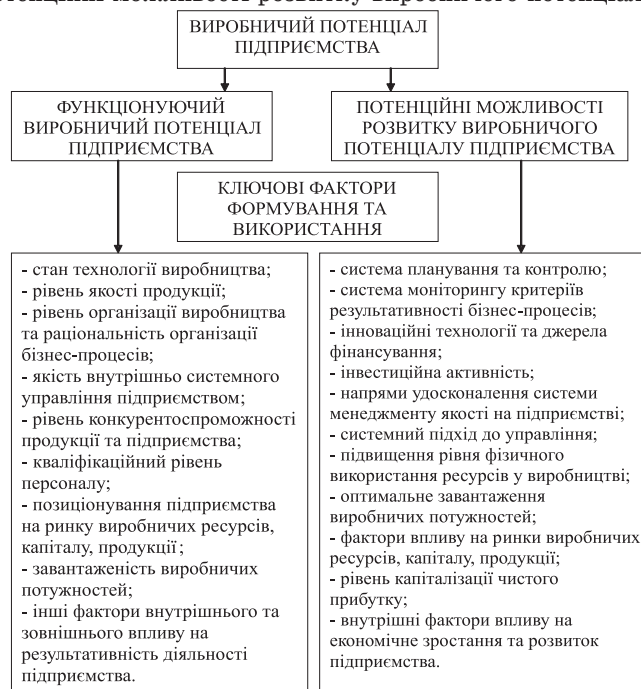 ВИРОБНИЧИЙ ПОТЕНЦІАЛ
ПІДПРИЄМСТВА
ФУНКЦІОНУЮЧИЙ
ВИРОБНИЧИЙ ПОТЕНЦІАЛ
ПІДПРИЄМСТВА
ПОТЕНЦІЙНІ МОЖЛИВОСТІ
РОЗВИТКУ ВИРОБНИЧОГО
ПОТЕНЦІАЛУ ПІДПРИЄМСТВА
КЛЮЧОВІ ФАКТОРИ
ФОРМУВАННЯ ТА
ВИКОРИСТАННЯ
- стан технології виробництва;
- рівень якості продукції;
- рівень організації виробництва
та раціональність організації
бізнес-процесів;
- якість внутрішньо системного
управління підприємством;
- рівень конкурентоспроможності
продукції та підприємства;
- кваліфікаційний рівень
персоналу;
- позиціонування підприємства
на ринку виробничих ресурсів,
капіталу, продукції;
- завантаженість виробничих
потужностей;
- інші фактори внутрішнього та
зовнішнього впливу на
результативність діяльності
підприємства.
- система планування та контролю;
- система моніторингу критеріїв
результативності бізнес-процесів;
- інноваційні технології та джерела
фінансування;
- інвестиційна активність;
- напрями удосконалення системи
менеджменту якості на підприємстві;
- системний підхід до управління;
- підвищення рівня фізичного
використання ресурсів у виробництві;
- оптимальне завантаження
виробничих потужностей;
- фактори впливу на ринки виробничих
ресурсів, капіталу, продукції;
- рівень капіталізації чистого
прибутку;
- внутрішні фактори впливу на
економічне зростання та розвиток
підприємства.